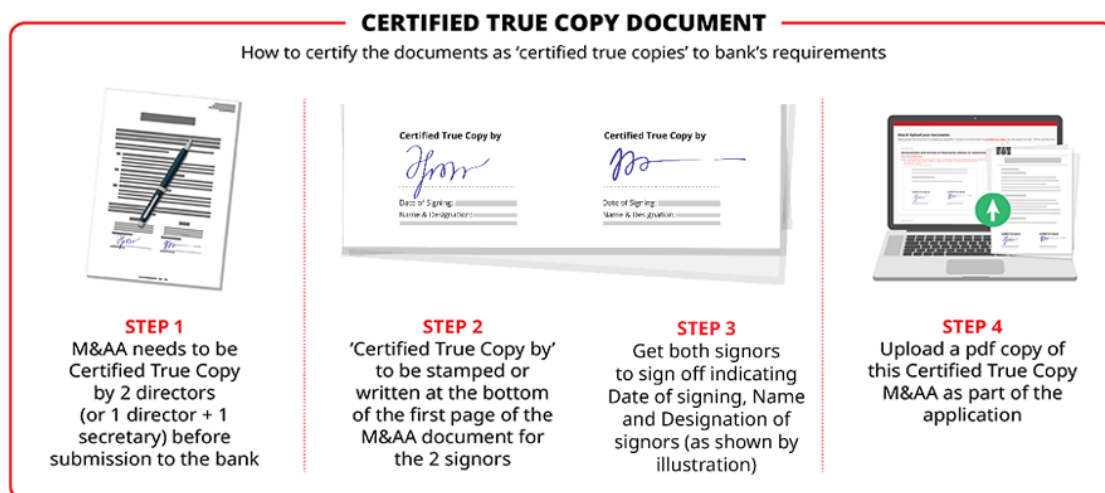 CERTIFIED TRUE COPY DOCUMENT
How to certify the documents as ‘certified true copies’ to bank’s requirements
Certified True Copy by
Date of Signing:
Name & Designation:
Certified True Copy by
Date of Signing:
Name & Designation:
STEP 1
M&AA needs to be
Certified True Copy
by 2 directors
(or 1 director + 1
secretary) before
submission to the bank
STEP 2
‘Certified True Copy by’
to be stamped or
written at the bottom
of the first page of the
M&AA document for
the 2 signors
STEP 3
Get both signors
to sign off indicating
Date of signing, Name
and Designation of
signors (as shown by
illustration)
STEP 4
Upload a pdf copy of
this Certified True Copy
M&AA as part of the
application